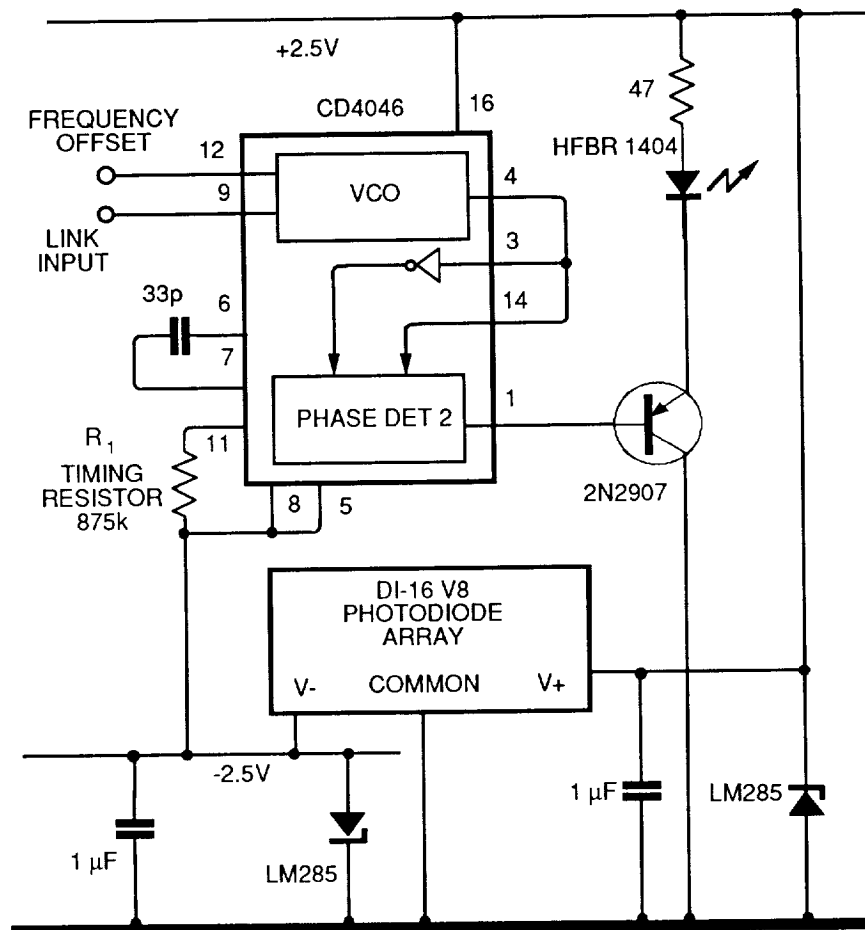 +2.5V
CD4046
16
47
HFBR 1404
FREQUENCY
OFFSET
12
VCO
4
9
LINK
INPUT
3
14
33p
6
7
PHASE DET 2
1
R1
11
TIMING
RESISTOR
875k
8
5
2N2907
DI-16 V8
PHOTODIODE
ARRAY
V-
COMMON
V+
-2.5V
1 µF
LM285
1 µF
LM285